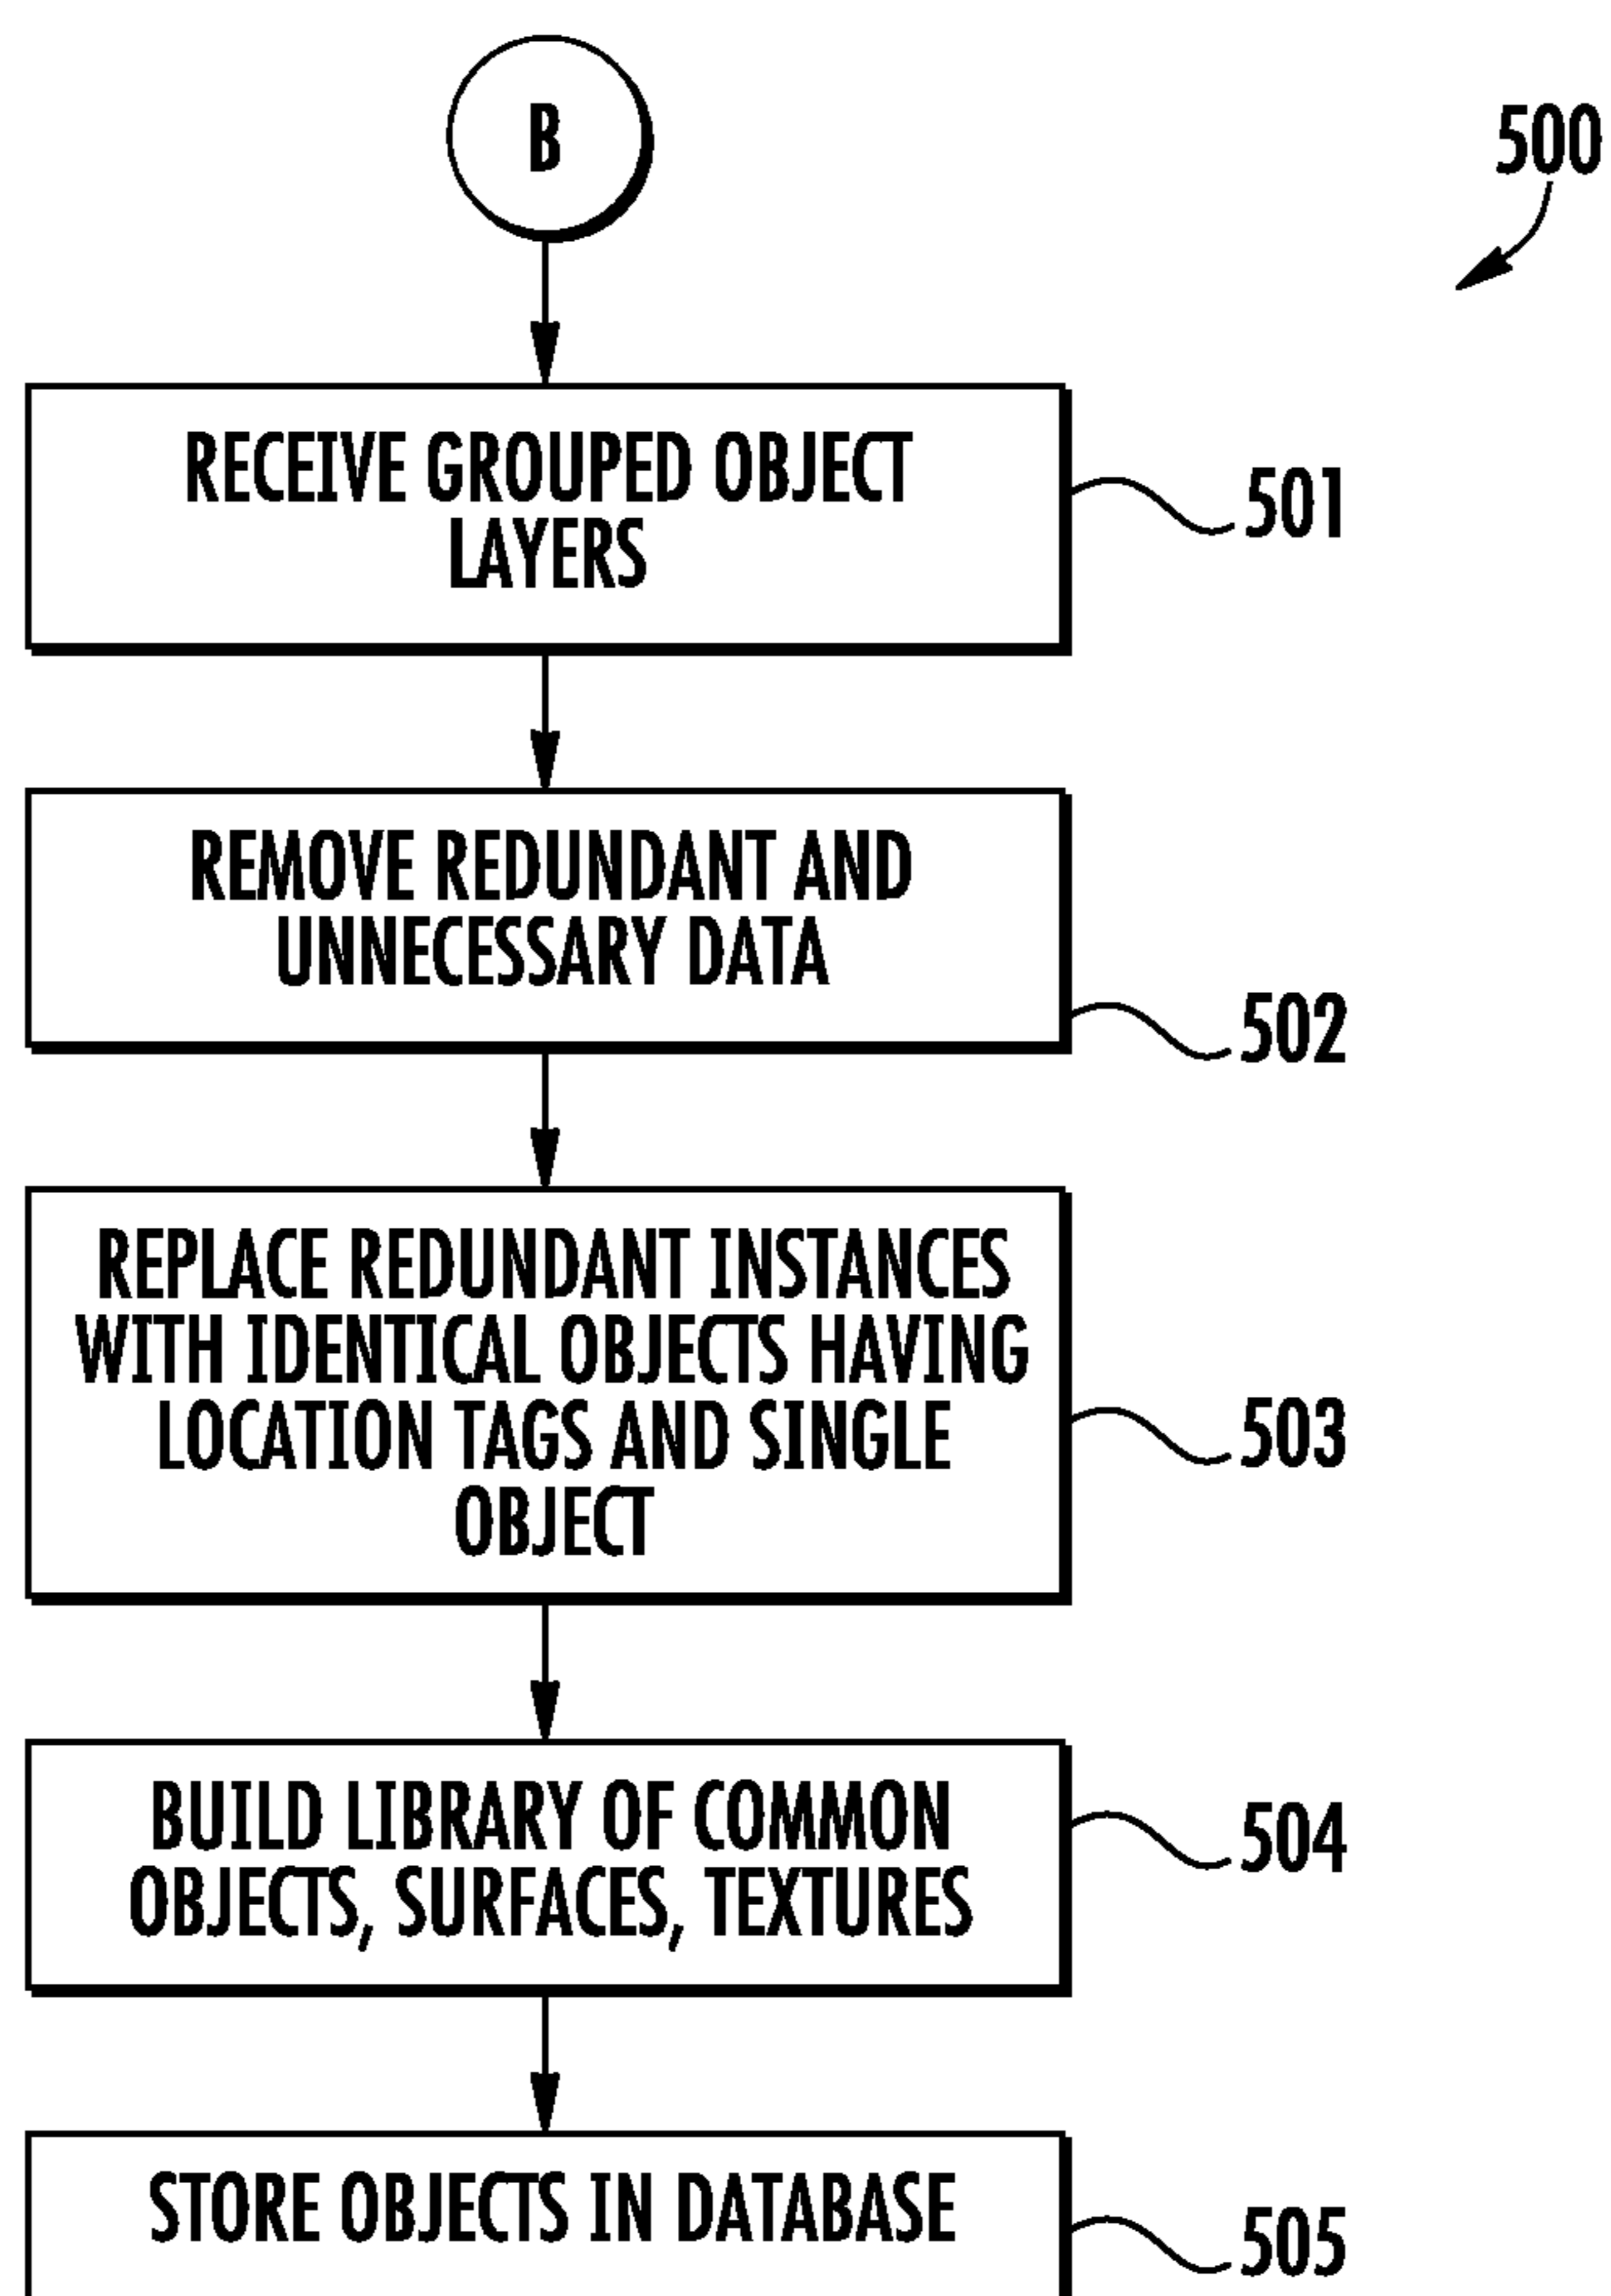 B
500
RECEIVE GROUPED OBJECT
LAYERS
501
REMOVE REDUNDANT AND
UNNECESSARY DATA
502
REPLACE REDUNDANT INSTANCES
WITH IDENTICAL OBJECTS HAVING
LOCATION TAGS AND SINGLE
OBJECT
503
BUILD LIBRARY OF COMMON
OBJECTS, SURFACES, TEXTURES
504
STORE OBJECTS IN DATABASE
505